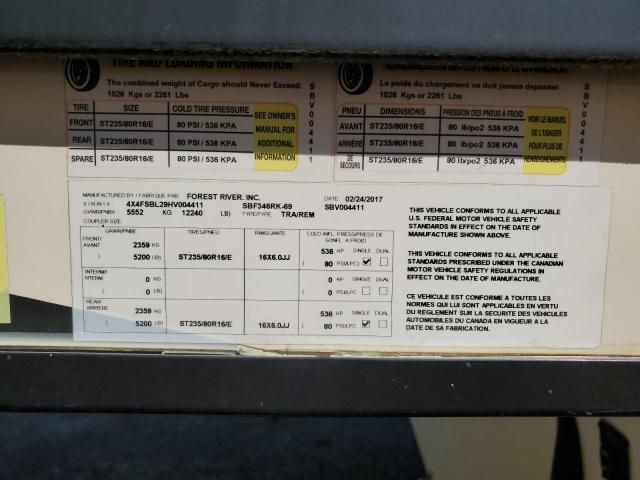 TIRE AND LOADING INFORMATION
The combined weight of Cargo should Never Exceed:
1026 Kgs or 2261 Lbs
TIRE SIZE COLD TIRE PRESSURE
FRONT ST235/80R16/E 80 PSI / 536 KPA
REAR ST235/80R16/E 80 PSI / 536 KPA
SPARE ST235/80R16/E 80 PSI / 536 KPA
SEE OWNER'S
MANUAL FOR
ADDITIONAL
INFORMATION
SBV004411
Le poids du chargement ne doit jamais depasser
1026 Kgs or 2261 Lbs
PNEU DIMENSIONS PRESSION DES PNEUS À FROID
AVANT ST235/80R16/E 80 lb/po2 536 KPA
ARRIÈRE ST235/80R16/E 80 lb/po2 536 KPA
DE SECOURS ST235/80R16/E 80 lb/po2 536 KPA
VOIR LE MANUEL
DE L'USAGER
POUR PLUS DE
RENSEIGNEMENTS
SBV004411
MANUFACTURED BY / FABRIQUE PAR FOREST RIVER, INC. DATE: 02/24/2017
V.I.N./N.I.V. 4X4FSBL29HV004411 SBF346RK-69 SBV004411
GVWR/PNBV 5552 KG 12240 LB) TYPE/TYPE: TRA/REM
COUPLER SIZE:
GAWR/PNBE TIRES/PNEU RIM/GUANTE COLD INFL. PRESS/PRESS DE GONFL. A FROID
FRONT/
AVANT 2359 KG 536 KP SINGLE DUAL
( 5200 LB) ST235/80R16/E 16X6.0JJ ( 80 PSI/LPC)
INTERMI/
INTERM 0 KG 0 KP SINGLE DUAL
( 0 LB) ( 0 PSI/LPC
REAR/
ARRIERE 2359 KG 536 KP SINGLE DUAL
( 5200 LB) ST235/80R16/E 16X6.0JJ ( 80 PSI/LPC
THIS VEHICLE CONFORMS TO ALL APPLICABLE
U.S. FEDERAL MOTOR VEHICLE SAFETY
STANDARDS IN EFFECT ON THE DATE OF
MANUFACTURE SHOWN ABOVE.
THIS VEHICLE CONFORMS TO ALL APPLICABLE
STANDARDS PRESCRIBED UNDER THE CANADIAN
MOTOR VEHICLE SAFETY REGULATIONS IN
EFFECT ON THE DATE OF MANUFACTURE.
CE VEHICULE EST CONFORME A TOUTES LES
NORMES QUI LUI SONT APPLICABLES EN VERTU
DU REGLEMENT SUR LA SECURITE DES VEHICULES
AUTOMOBILES DU CANADA EN VIGUEUR A LA
DATE DE SA FABRICATION.